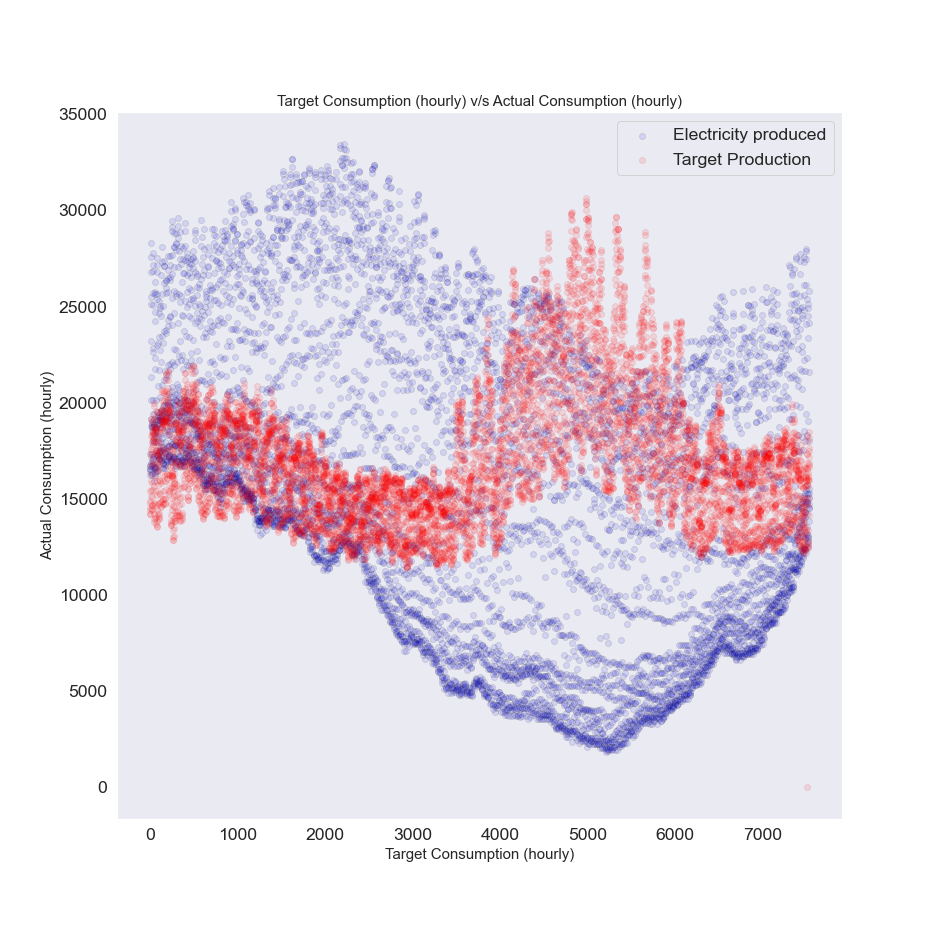 Target Consumption (hourly) v/s Actual Consumption (hourly)
35000
30000
25000
20000
15000
10000
5000
0
Actual Consumption (hourly)
Electricity produced
Target Production
0 1000 2000 3000 4000 5000 6000 7000
Target Consumption (hourly)